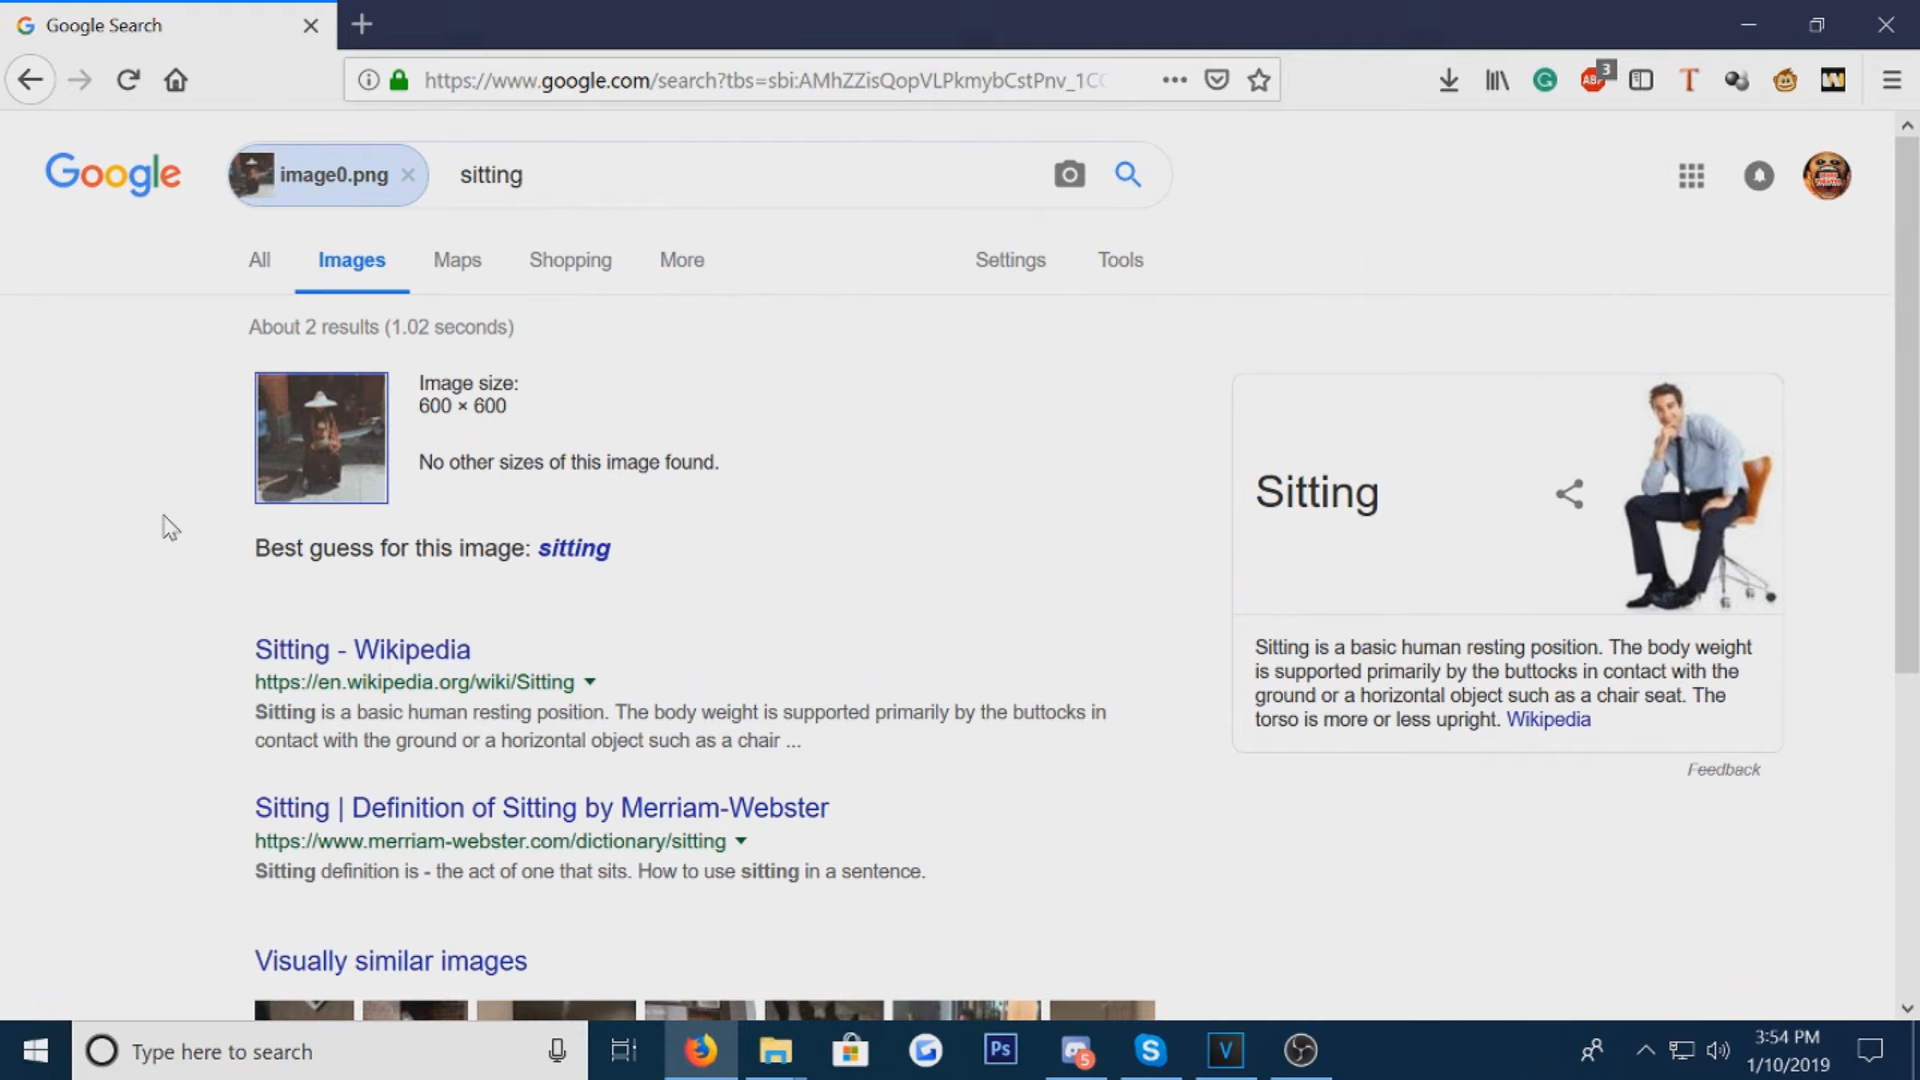 Google Search
https://www.google.com/search?tbs=sbi:AMhZZisQopVLPkmybCstPnv_1C
ABP
3
T
Google
image0.png
sitting
All
Images
Maps
Shopping
More
Settings
Tools
About 2 results (1.02 seconds)
Image size:
600 × 600
No other sizes of this image found.
Best guess for this image: sitting
Sitting - Wikipedia
https://en.wikipedia.org/wiki/Sitting
Sitting is a basic human resting position. The body weight is supported primarily by the buttocks in
contact with the ground or a horizontal object such as a chair ...
Sitting | Definition of Sitting by Merriam-Webster
https://www.merriam-webster.com/dictionary/sitting
Sitting definition is - the act of one that sits. How to use sitting in a sentence.
Visually similar images
Sitting
Sitting is a basic human resting position. The body weight
is supported primarily by the buttocks in contact with the
ground or a horizontal object such as a chair seat. The
torso is more or less upright. Wikipedia
Feedback
Type here to search
Ps
5
S
V
3:54 PM
1/10/2019